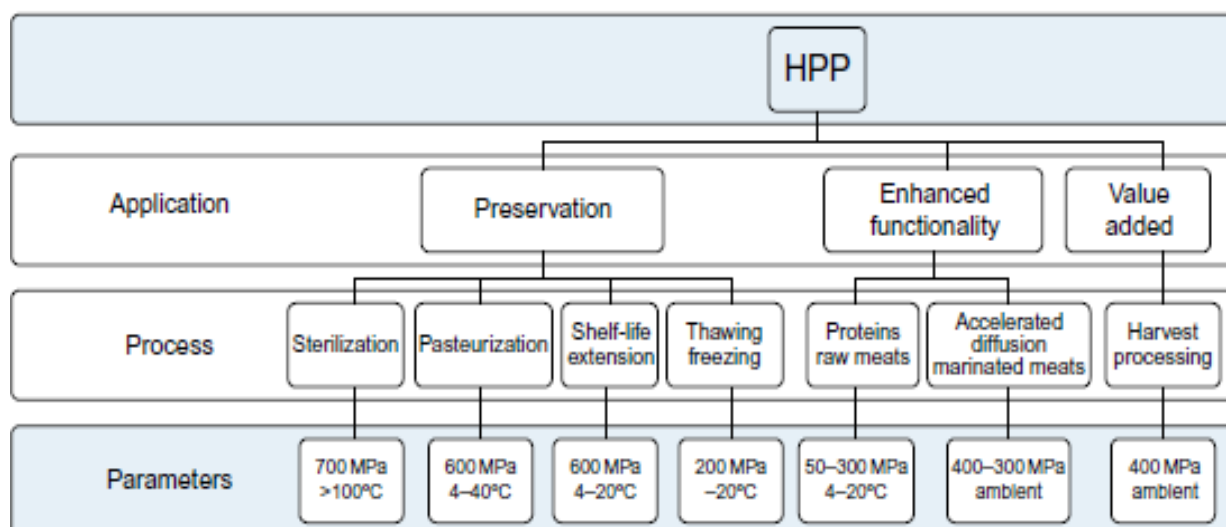 HPP
Application
Preservation
Enhanced
functionality
Value
added
Process
Sterilization
Pasteurization
Shelf-life
extension
Thawing
freezing
Proteins
raw meats
Accelerated
diffusion
marinated meats
Harvest
processing
Parameters
700 MPa
>100ºC
600 MPa
4–40ºC
600 MPa
4–20ºC
200 MPa
–20ºC
50–300 MPa
4–20ºC
400–300 MPa
ambient
400 MPa
ambient